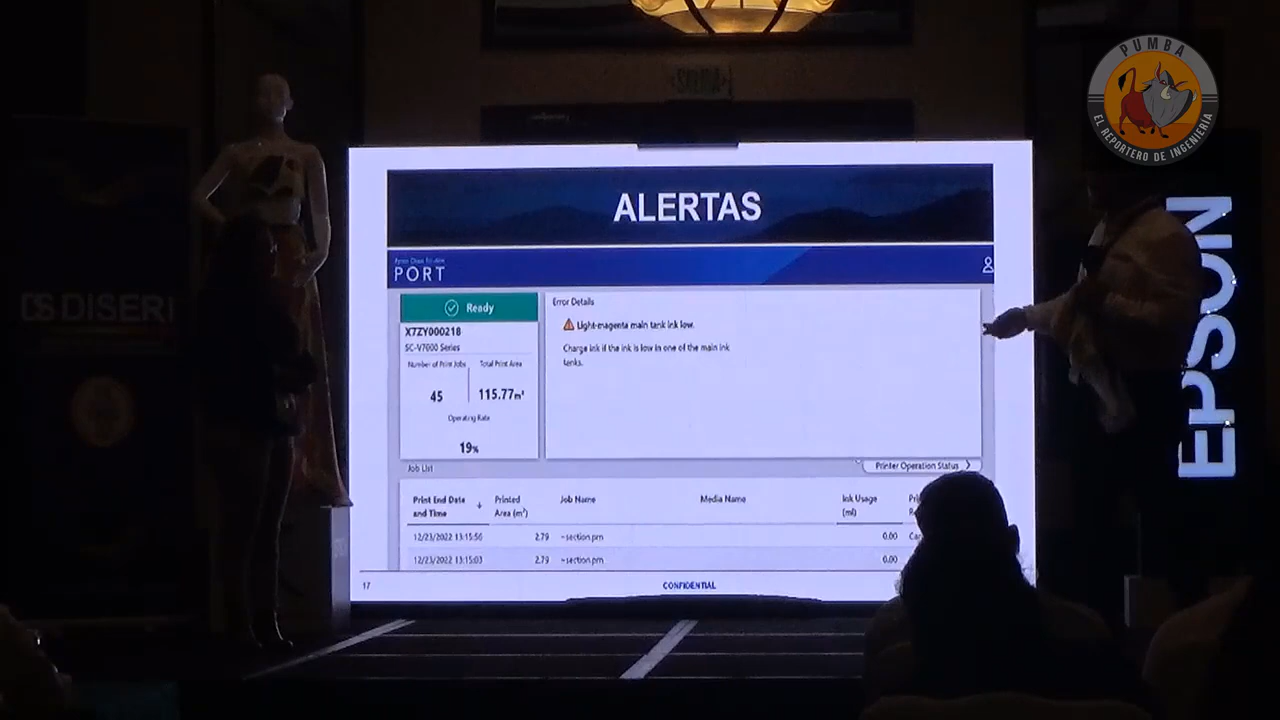 PUMBA
EL REPORTERO DE INGENIERÍA
SALIDA
ALERTAS
PORT
Ready
X7ZY000218
SC-V7000 Series
Number of Print Jobs
Total Print Area
45
115.77m²
Operating Rate
19%
Error Details
Light-magenta main tank ink low.
Charge ink if the ink is low in one of the main ink
tanks.
Printer Operation Status
Job List
Print End Date
and Time
Printed
Area (m²)
Job Name
Media Name
Ink Usage
(ml)
12/23/2022 13:15:56
2.79
~section.prn
0.00
12/23/2022 13:15:03
2.79
~section.prn
0.00
17
CONFIDENTIAL
DISERI
EPSON